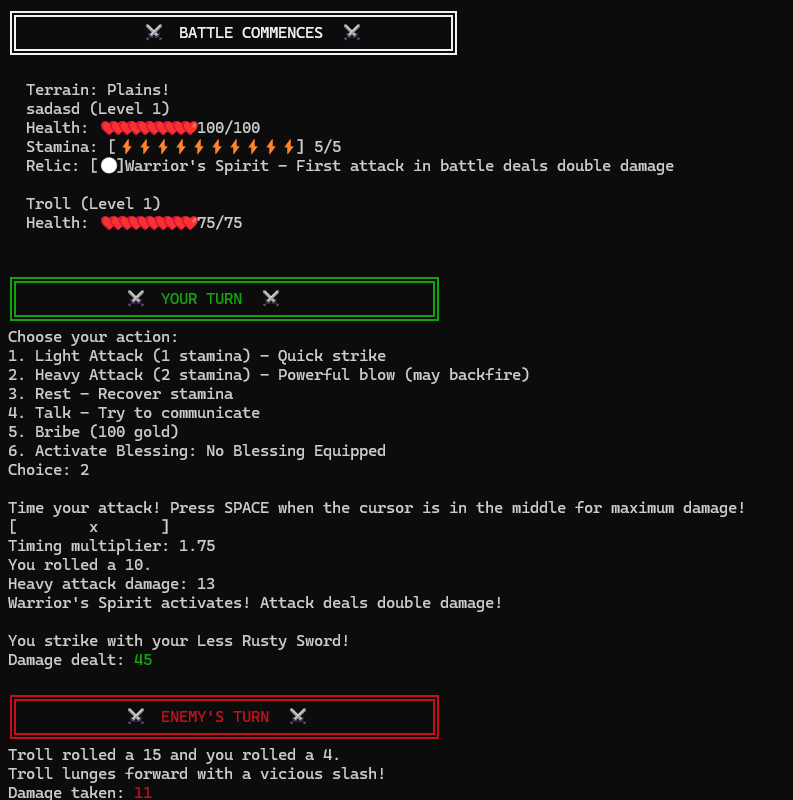 ⚔ BATTLE COMMENCES ⚔
Terrain: Plains!
sadasd (Level 1)
Health: ❤❤❤❤❤❤❤❤❤❤100/100
Stamina: [⚡⚡⚡⚡⚡⚡⚡⚡⚡⚡] 5/5
Relic: [⚪]Warrior's Spirit – First attack in battle deals double damage
Troll (Level 1)
Health: ❤❤❤❤❤❤❤❤❤❤75/75
⚔ YOUR TURN ⚔
Choose your action:
1. Light Attack (1 stamina) – Quick strike
2. Heavy Attack (2 stamina) – Powerful blow (may backfire)
3. Rest – Recover stamina
4. Talk – Try to communicate
5. Bribe (100 gold)
6. Activate Blessing: No Blessing Equipped
Choice: 2
Time your attack! Press SPACE when the cursor is in the middle for maximum damage!
[        x       ]
Timing multiplier: 1.75
You rolled a 10.
Heavy attack damage: 13
Warrior's Spirit activates! Attack deals double damage!
You strike with your Less Rusty Sword!
Damage dealt: 45
⚔ ENEMY'S TURN ⚔
Troll rolled a 15 and you rolled a 4.
Troll lunges forward with a vicious slash!
Damage taken: 11